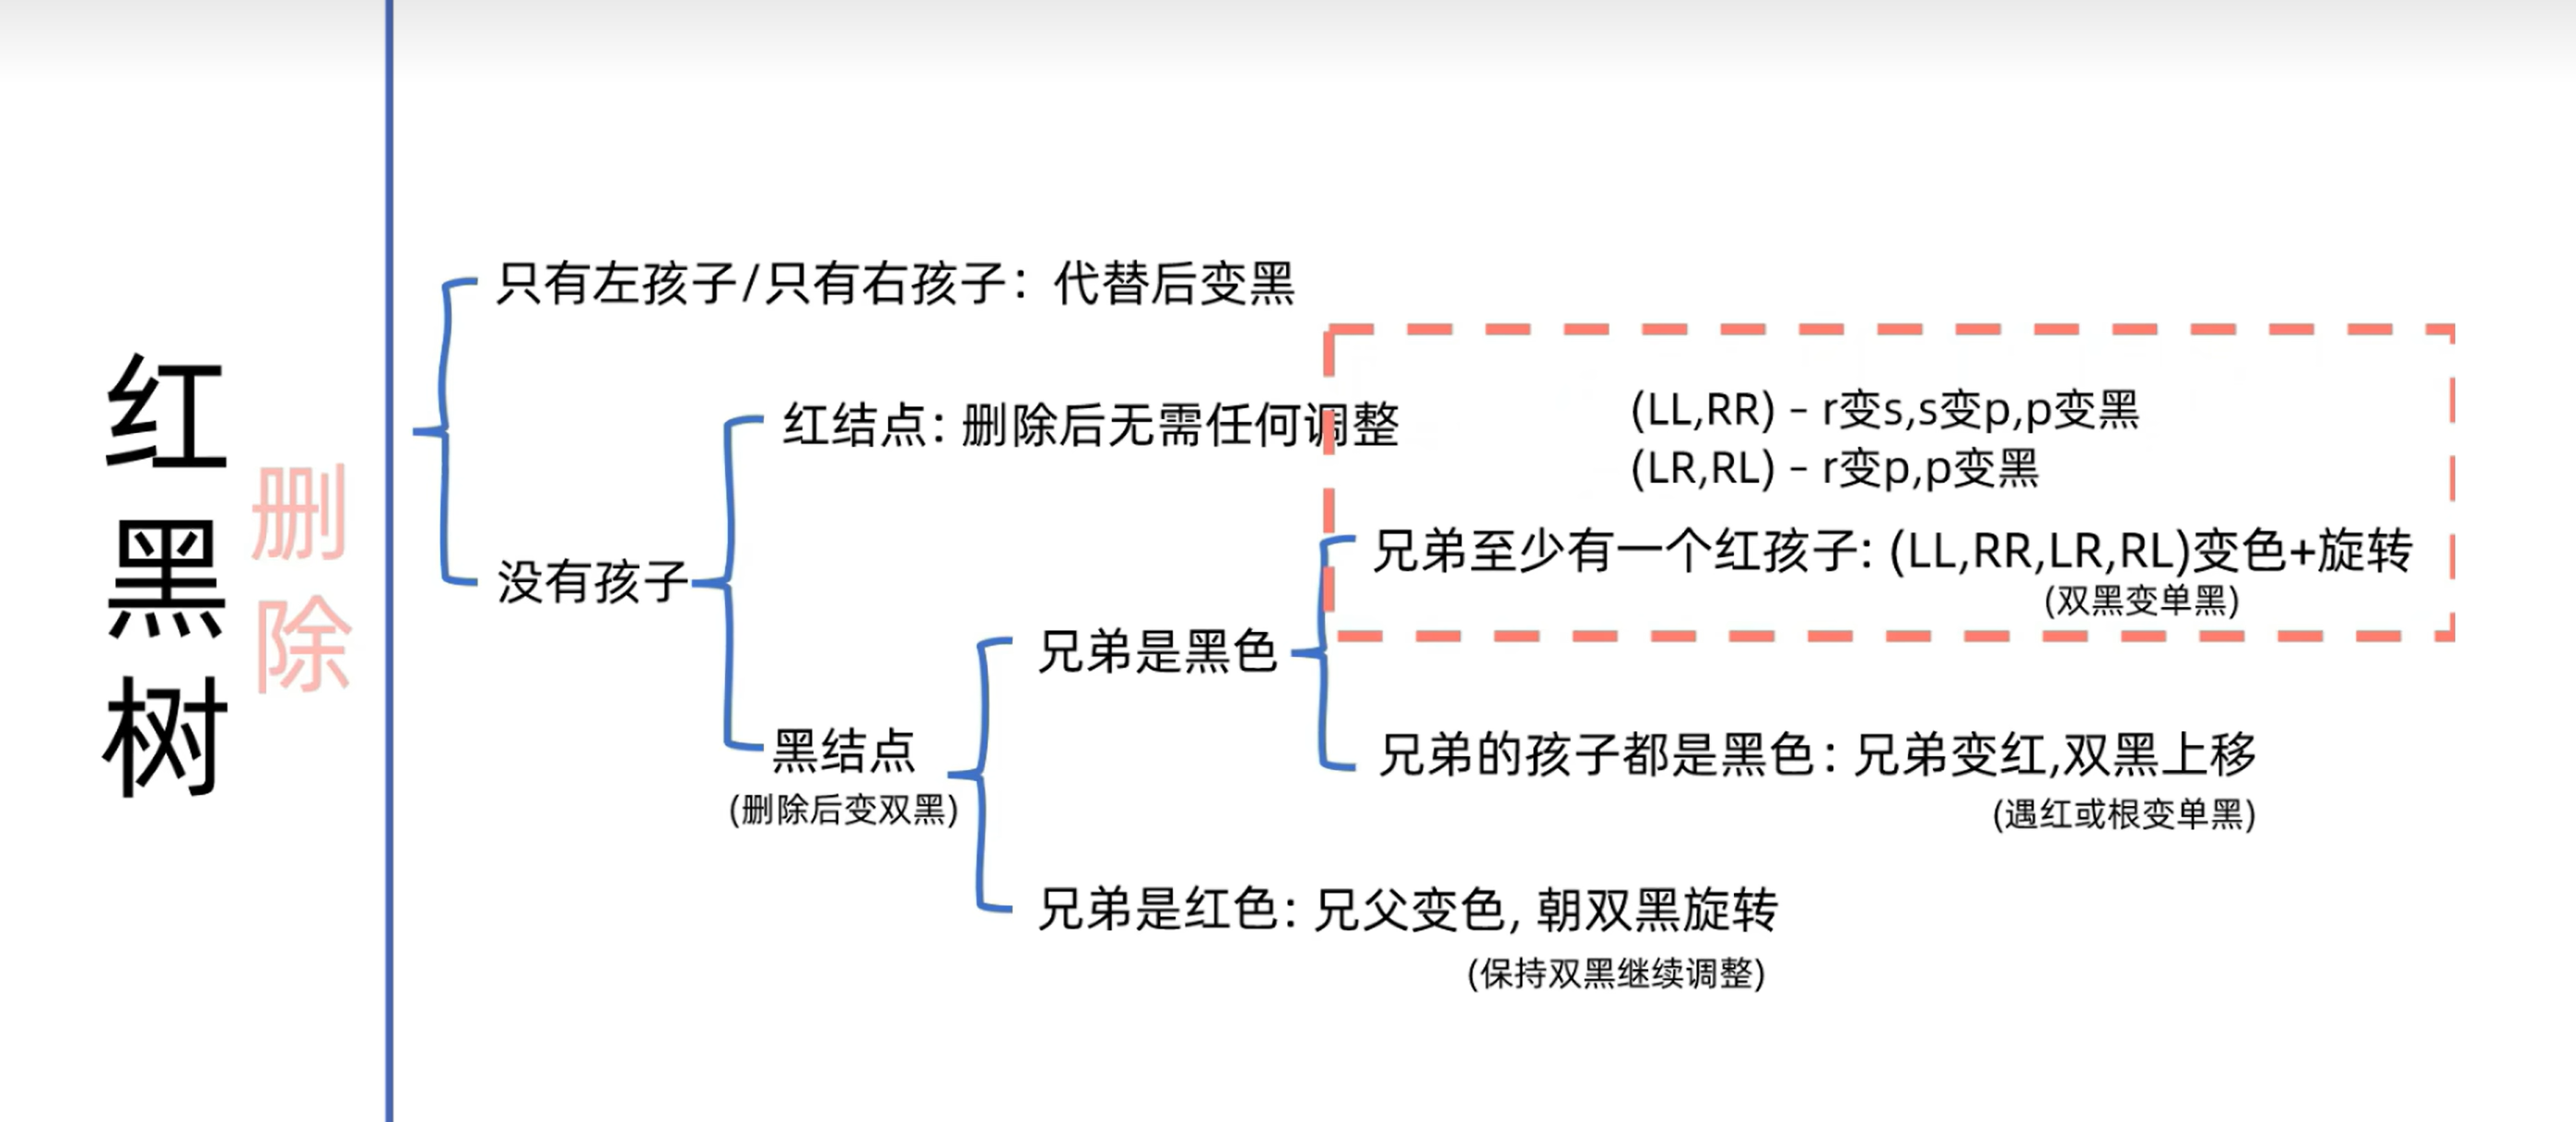 红黑树
删除
只有左孩子/只有右孩子：代替后变黑
红结点：删除后无需任何调整
(LL,RR) – r变s,s变p,p变黑
(LR,RL) – r变p,p变黑
兄弟至少有一个红孩子：(LL,RR,LR,RL)变色+旋转
(双黑变单黑)
没有孩子
兄弟是黑色
黑结点
(删除后变双黑)
兄弟的孩子都是黑色：兄弟变红,双黑上移
(遇红或根变单黑)
兄弟是红色：兄父变色, 朝双黑旋转
(保持双黑继续调整)